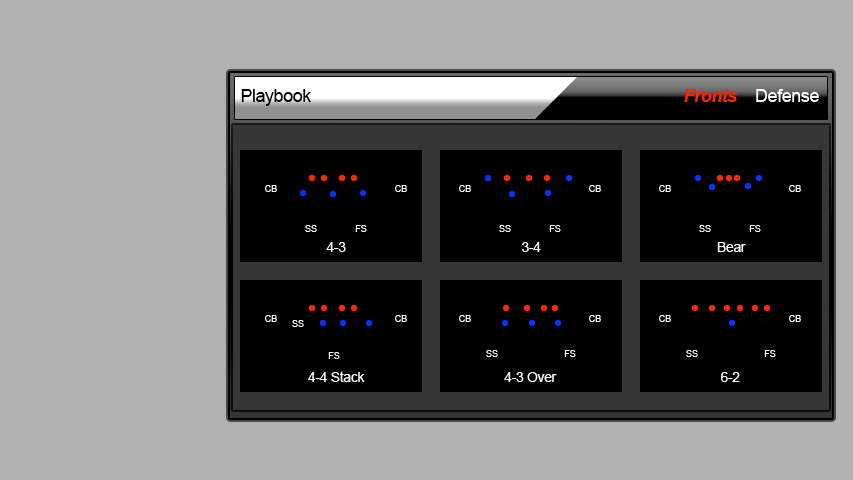 Playbook Fronts Defense
CB CB
SS FS
4-3
CB CB
SS FS
3-4
CB CB
SS FS
Bear
CB SS CB
FS
4-4 Stack
CB CB
SS FS
4-3 Over
CB CB
SS FS
6-2